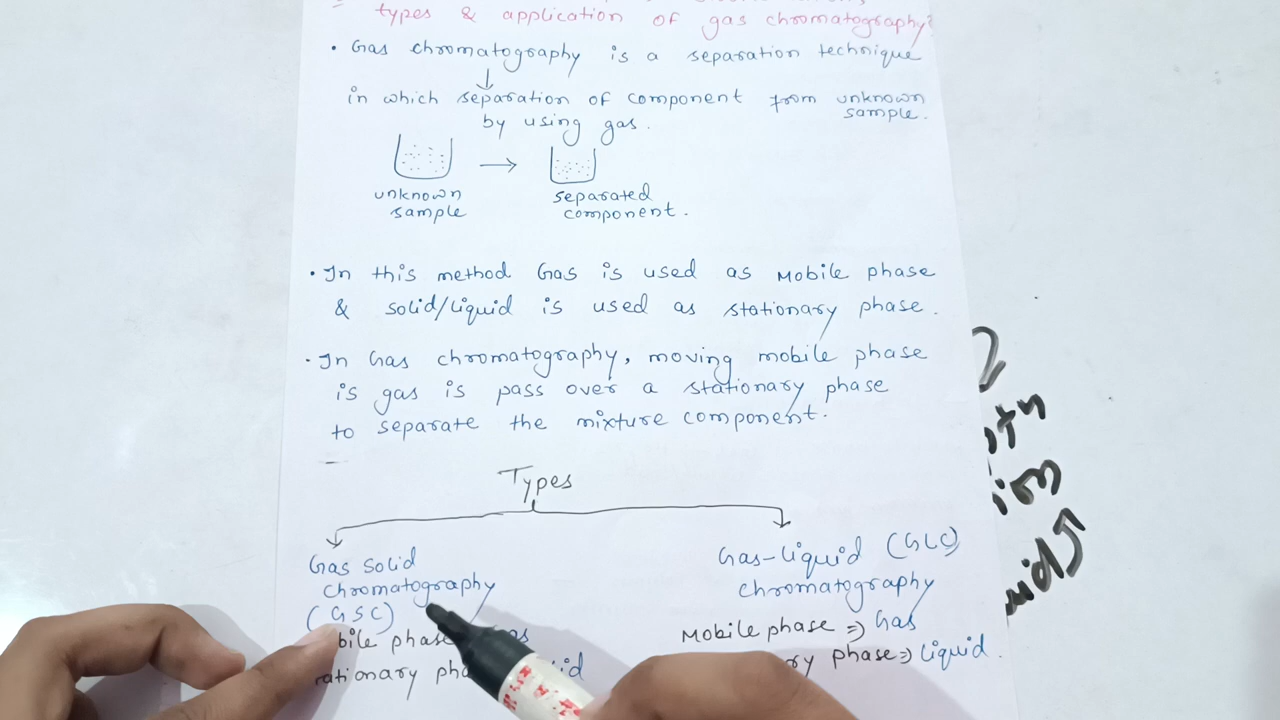 types & application of gas chromatography?
• Gas chromatography is a separation technique
in which separation of component from unknown
sample.
by using gas.
unknown
sample
separated
component.
• In this method Gas is used as Mobile phase
& solid/liquid is used as stationary phase.
• In Gas chromatography, moving mobile phase
is gas is pass over a stationary phase
to separate the mixture component.
Types
Gas solid
chromatography
(GSC)
phase
Gas-Liquid (GLC)
chromatography
Mobile phase ⇒ Gas
phase ⇒ Liquid.